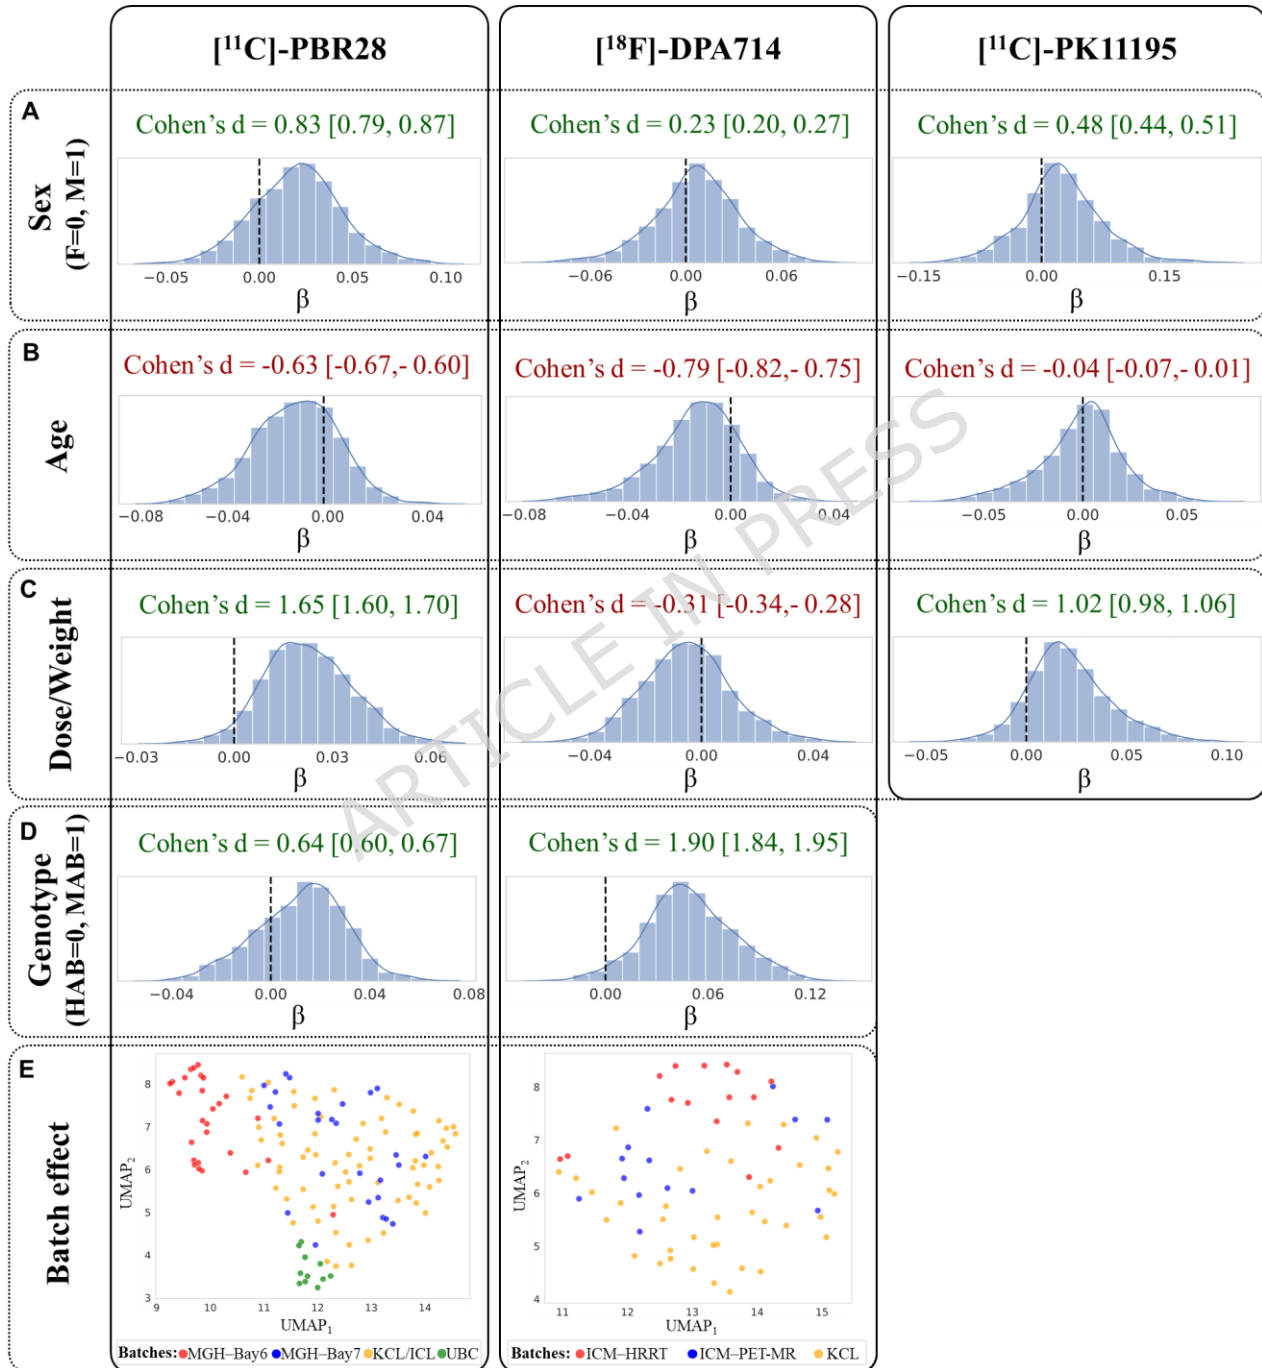 [¹¹C]-PBR28
[¹⁸F]-DPA714
[¹¹C]-PK11195
A
Sex
(F=0, M=1)
Cohen's d = 0.83 [0.79, 0.87]
−0.05 0.00 0.05 0.10
β
Cohen's d = 0.23 [0.20, 0.27]
−0.06 0.00 0.06
β
Cohen's d = 0.48 [0.44, 0.51]
−0.15 0.00 0.15
β
B
Age
Cohen's d = -0.63 [-0.67,- 0.60]
−0.08 −0.04 0.00 0.04
β
Cohen's d = -0.79 [-0.82,- 0.75]
−0.08 −0.04 0.00 0.04
β
Cohen's d = -0.04 [-0.07,- 0.01]
−0.05 0.00 0.05
β
C
Dose/Weight
Cohen's d = 1.65 [1.60, 1.70]
−0.03 0.00 0.03 0.06
β
Cohen's d = -0.31 [-0.34,- 0.28]
−0.04 0.00 0.04
β
Cohen's d = 1.02 [0.98, 1.06]
−0.05 0.00 0.05 0.10
β
D
Genotype
(HAB=0, MAB=1)
Cohen's d = 0.64 [0.60, 0.67]
−0.04 0.00 0.04 0.08
β
Cohen's d = 1.90 [1.84, 1.95]
0.00 0.06 0.12
β
E
Batch effect
8
7
6
5
4
3
UMAP₂
9 10 11 12 13 14
UMAP₁
Batches: MGH–Bay6 MGH–Bay7 KCL/ICL UBC
8
7
6
5
4
UMAP₂
11 12 13 14 15
UMAP₁
Batches: ICM–HRRT ICM–PET-MR KCL
ARTICLE IN PRESS